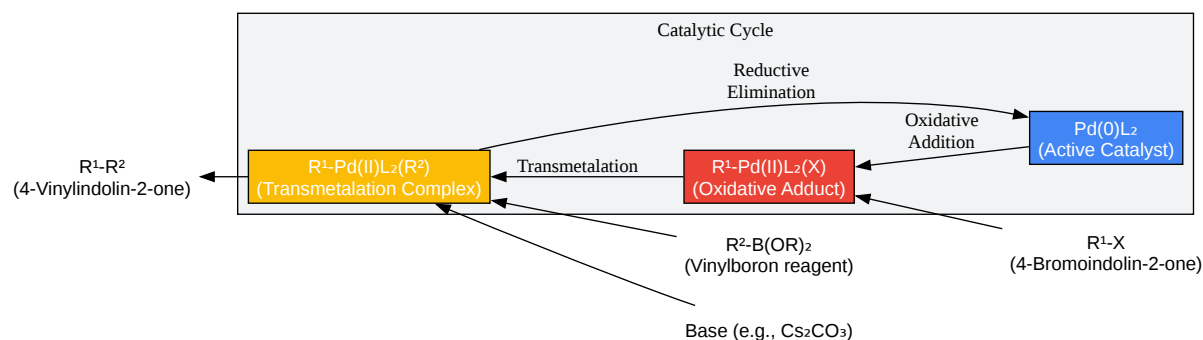 Catalytic Cycle
Reductive
Elimination
Oxidative
Addition
Pd(0)L₂
(Active Catalyst)
R¹-R²
(4-Vinylindolin-2-one)
R¹-Pd(II)L₂(R²)
(Transmetalation Complex)
Transmetalation
R¹-Pd(II)L₂(X)
(Oxidative Adduct)
R²-B(OR)₂
(Vinylboron reagent)
R¹-X
(4-Bromoindolin-2-one)
Base (e.g., Cs₂CO₃)